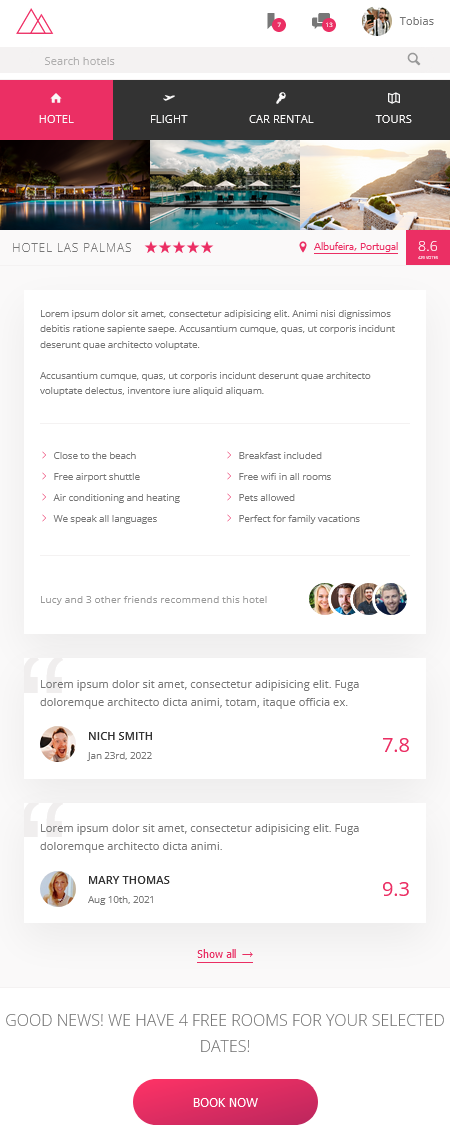 7
13
Tobias
Search hotels
HOTEL
FLIGHT
CAR RENTAL
TOURS
HOTEL LAS PALMAS
Albufeira, Portugal
8.6
429 VOTES
Lorem ipsum dolor sit amet, consectetur adipisicing elit. Animi nisi dignissimos
debitis ratione sapiente saepe. Accusantium cumque, quas, ut corporis incidunt
deserunt quae architecto voluptate.
Accusantium cumque, quas, ut corporis incidunt deserunt quae architecto
voluptate delectus, inventore iure aliquid aliquam.
Close to the beach
Breakfast included
Free airport shuttle
Free wifi in all rooms
Air conditioning and heating
Pets allowed
We speak all languages
Perfect for family vacations
Lucy and 3 other friends recommend this hotel
“
Lorem ipsum dolor sit amet, consectetur adipisicing elit. Fuga
doloremque architecto dicta animi, totam, itaque officia ex.
NICH SMITH
Jan 23rd, 2022
7.8
“
Lorem ipsum dolor sit amet, consectetur adipisicing elit. Fuga
doloremque architecto dicta animi.
MARY THOMAS
Aug 10th, 2021
9.3
Show all →
GOOD NEWS! WE HAVE 4 FREE ROOMS FOR YOUR SELECTED
DATES!
BOOK NOW